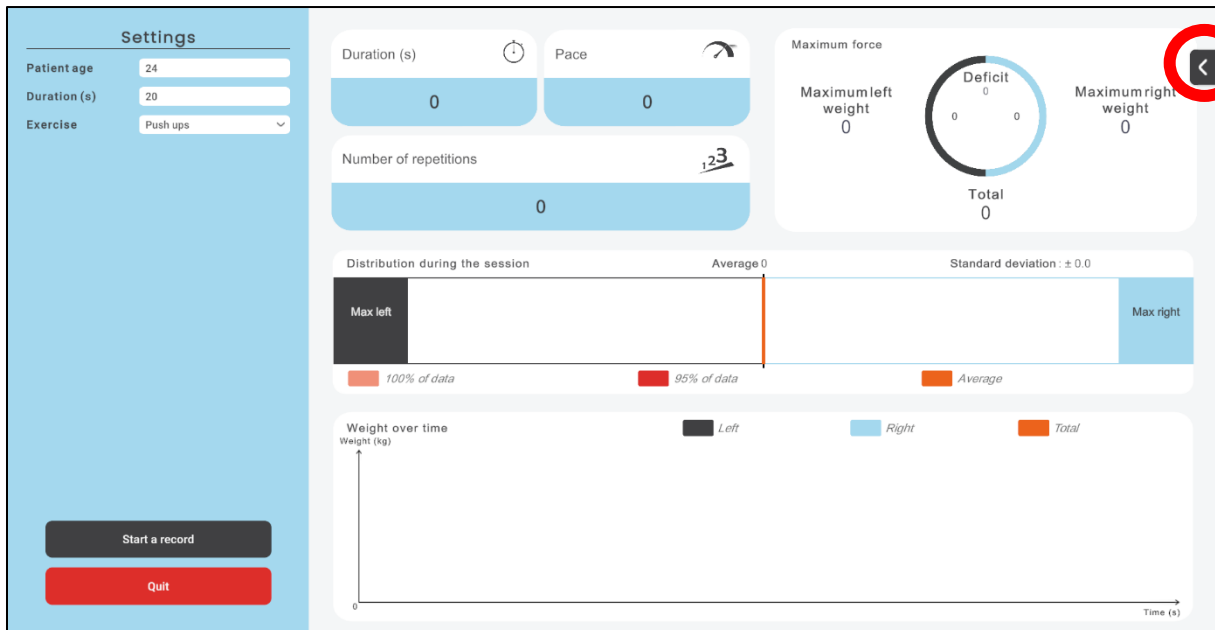 Settings
Patient age 24
Duration (s) 20
Exercise Push ups
Start a record
Quit
Duration (s)
0
Pace
0
Number of repetitions
123
0
Maximum force
Maximum left
weight
0
Deficit
0
0 0
Total
0
Maximum right
weight
0
Distribution during the session Average 0 Standard deviation : ± 0.0
Max left Max right
100% of data 95% of data Average
Weight over time Left Right Total
Weight (kg)
0
Time (s)